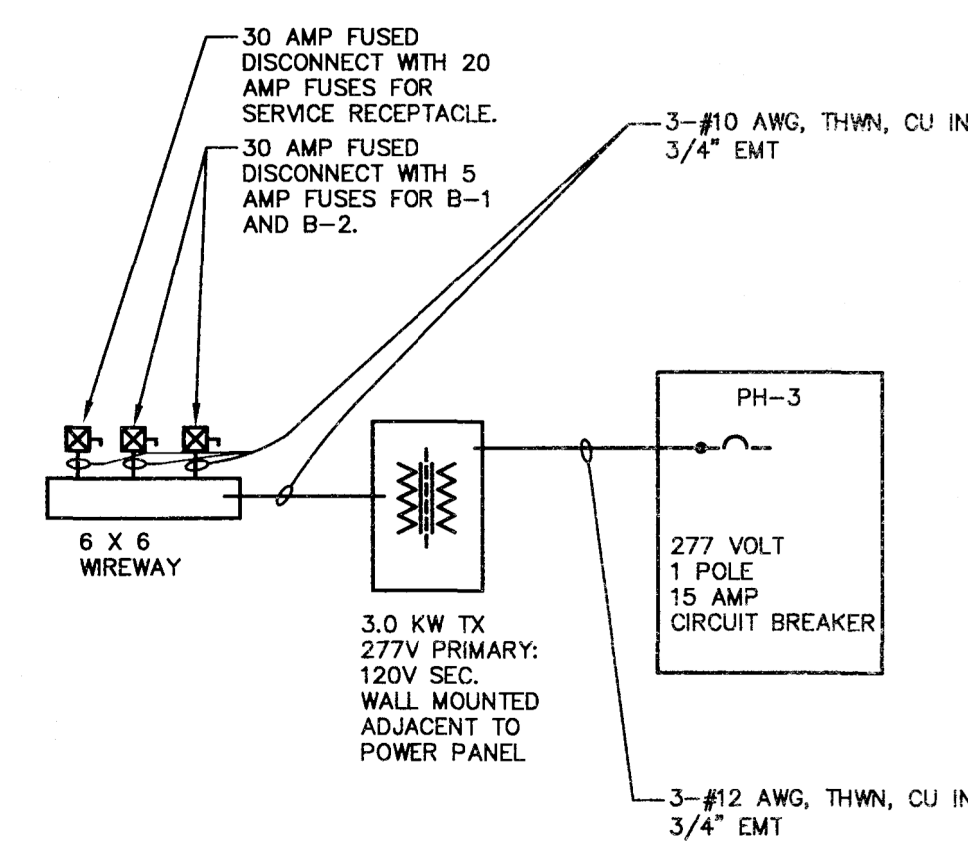 30 AMP FUSED
DISCONNECT WITH 20
AMP FUSES FOR
SERVICE RECEPTACLE.
30 AMP FUSED
DISCONNECT WITH 5
AMP FUSES FOR B-1
AND B-2.
3-#10 AWG, THWN, CU IN
3/4" EMT
PH-3
277 VOLT
1 POLE
15 AMP
CIRCUIT BREAKER
6 X 6
WIREWAY
3.0 KW TX
277V PRIMARY:
120V SEC.
WALL MOUNTED
ADJACENT TO
POWER PANEL
3-#12 AWG, THWN, CU IN
3/4" EMT